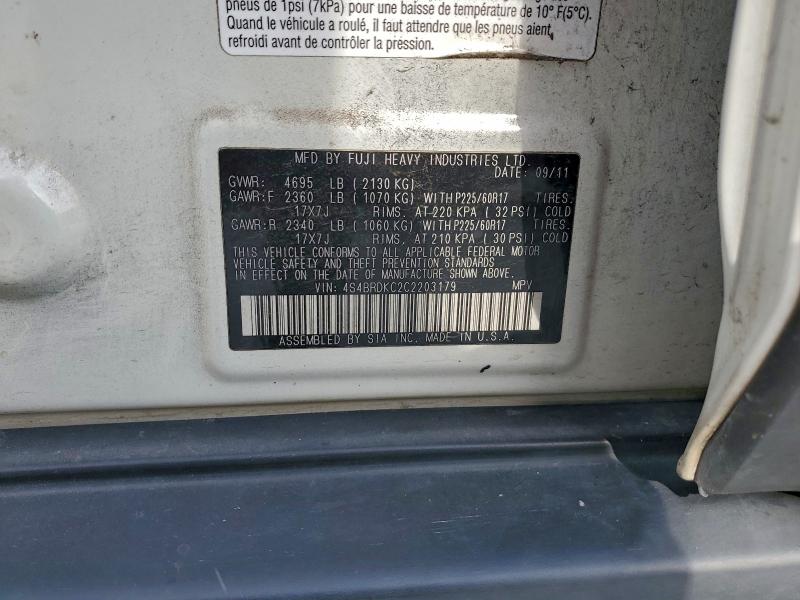 pneus de 1psi (7kPa) pour une baisse de température de 10° F(5°C).
Quand le véhicule a roulé, il faut attendre que les pneus aient
refroidi avant de contrôler la pression.
MFD BY FUJI HEAVY INDUSTRIES LTD.
DATE: 09/11
GVWR: 4695 LB ( 2130 KG)
GAWR:F 2360 LB ( 1070 KG) WITH P225/60R17 TIRES.
17X7J RIMS. AT 220 KPA ( 32 PSI) COLD
GAWR:R 2340 LB ( 1060 KG) WITH P225/60R17 TIRES.
17X7J RIMS. AT 210 KPA ( 30 PSI) COLD
THIS VEHICLE CONFORMS TO ALL APPLICABLE FEDERAL MOTOR
VEHICLE SAFETY AND THEFT PREVENTION STANDARDS
IN EFFECT ON THE DATE OF MANUFACTURE SHOWN ABOVE.
VIN: 4S4BRDKC2C2203179 MPV
ASSEMBLED BY SIA INC. MADE IN U.S.A.